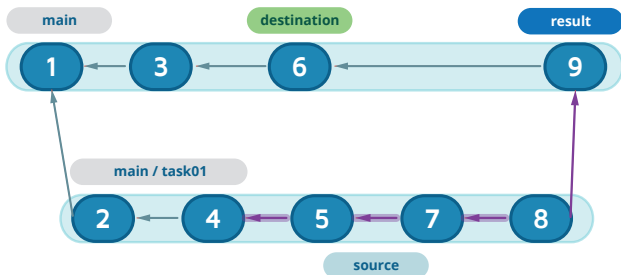 main
destination
result
1
3
6
9
main / task01
2
4
5
7
8
source